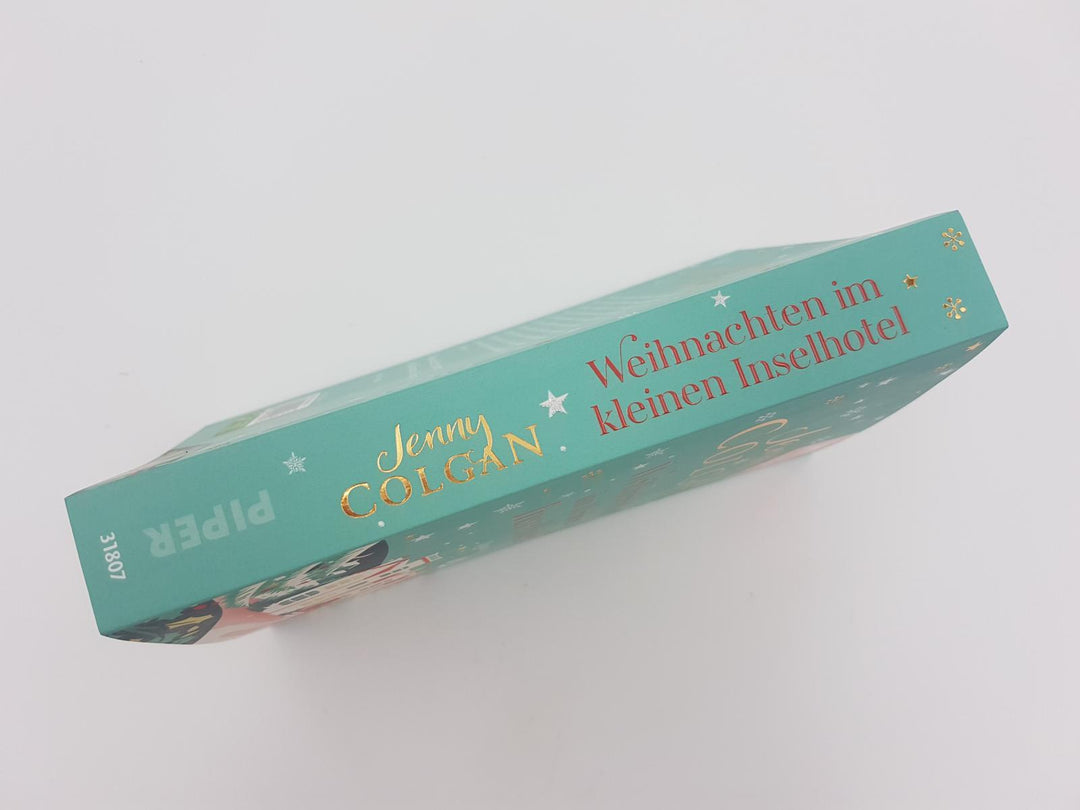 Jenny
COLGAN
Weihnachten im
kleinen Inselhotel
PIPER
31807